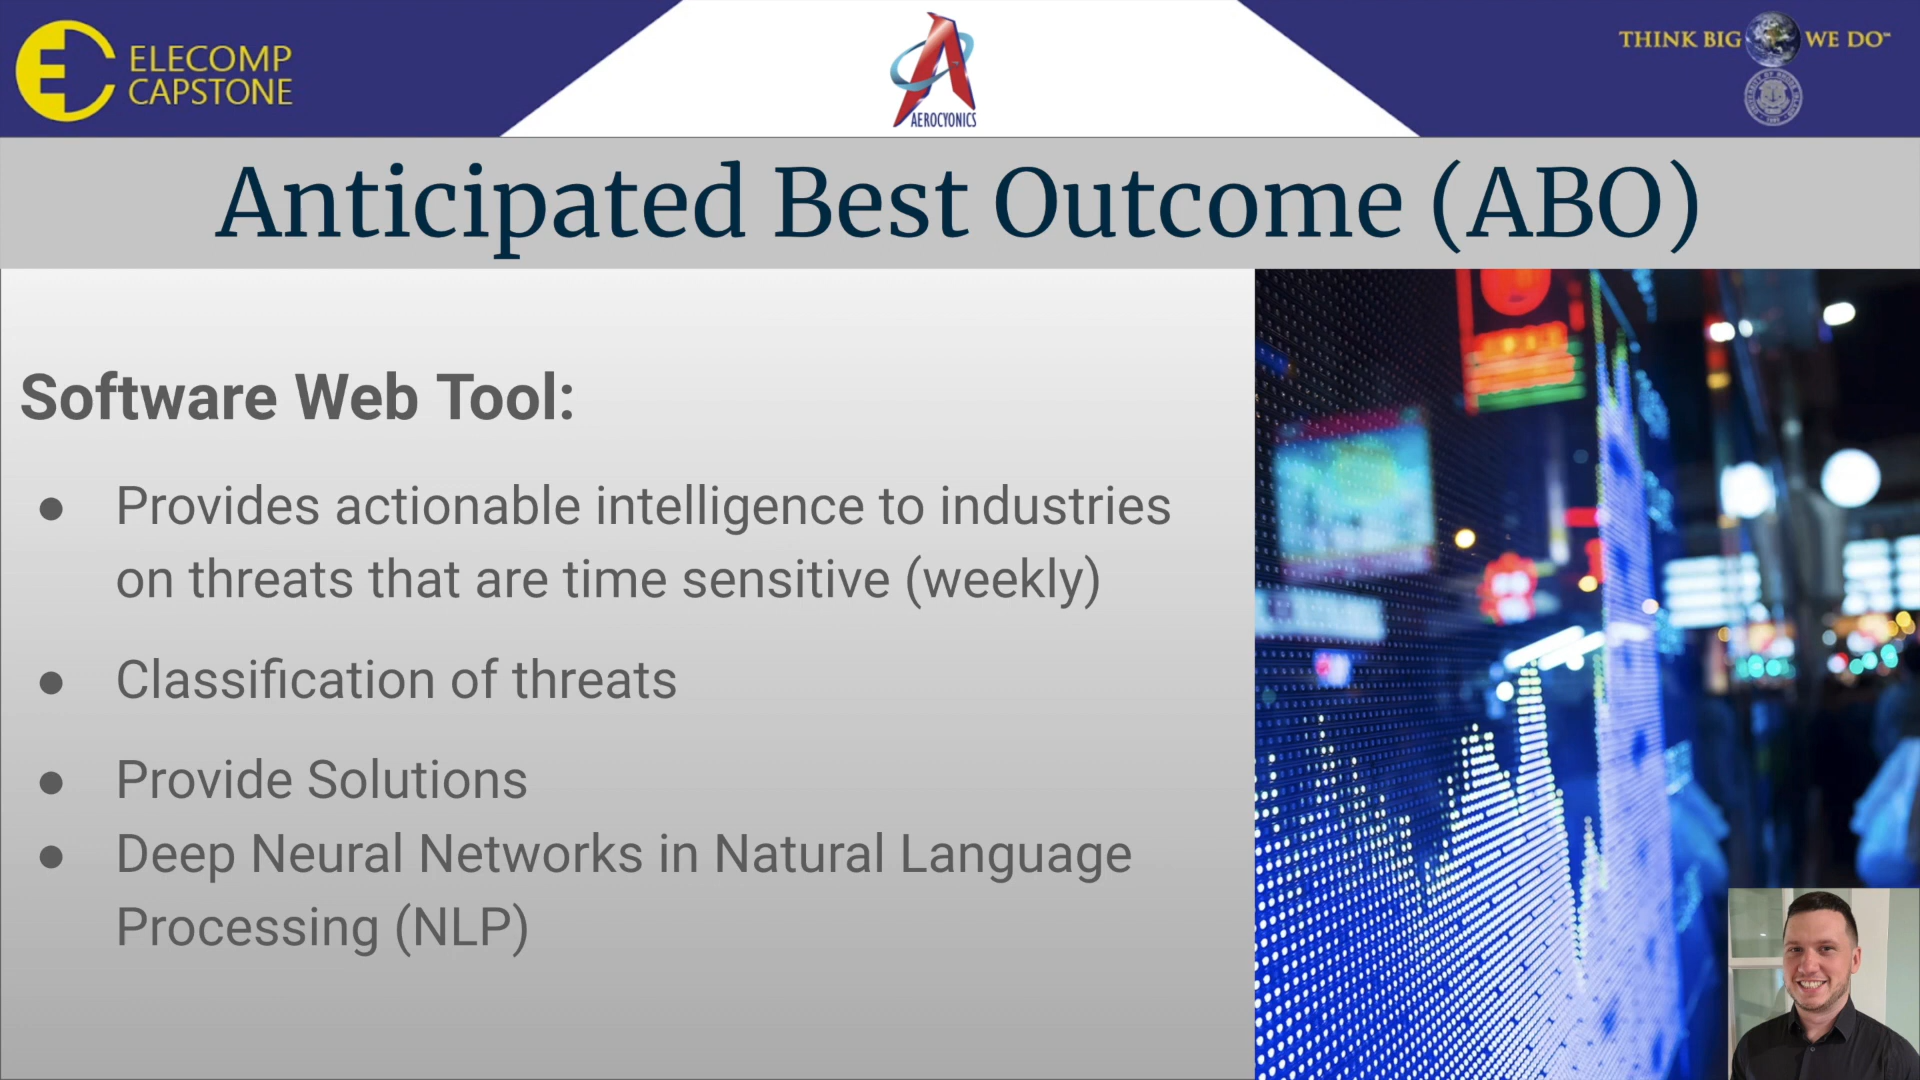 ELECOMP
CAPSTONE
AEROCYONICS
THINK BIG WE DO℠
Anticipated Best Outcome (ABO)
Software Web Tool:
● Provides actionable intelligence to industries
on threats that are time sensitive (weekly)
● Classification of threats
● Provide Solutions
● Deep Neural Networks in Natural Language
Processing (NLP)